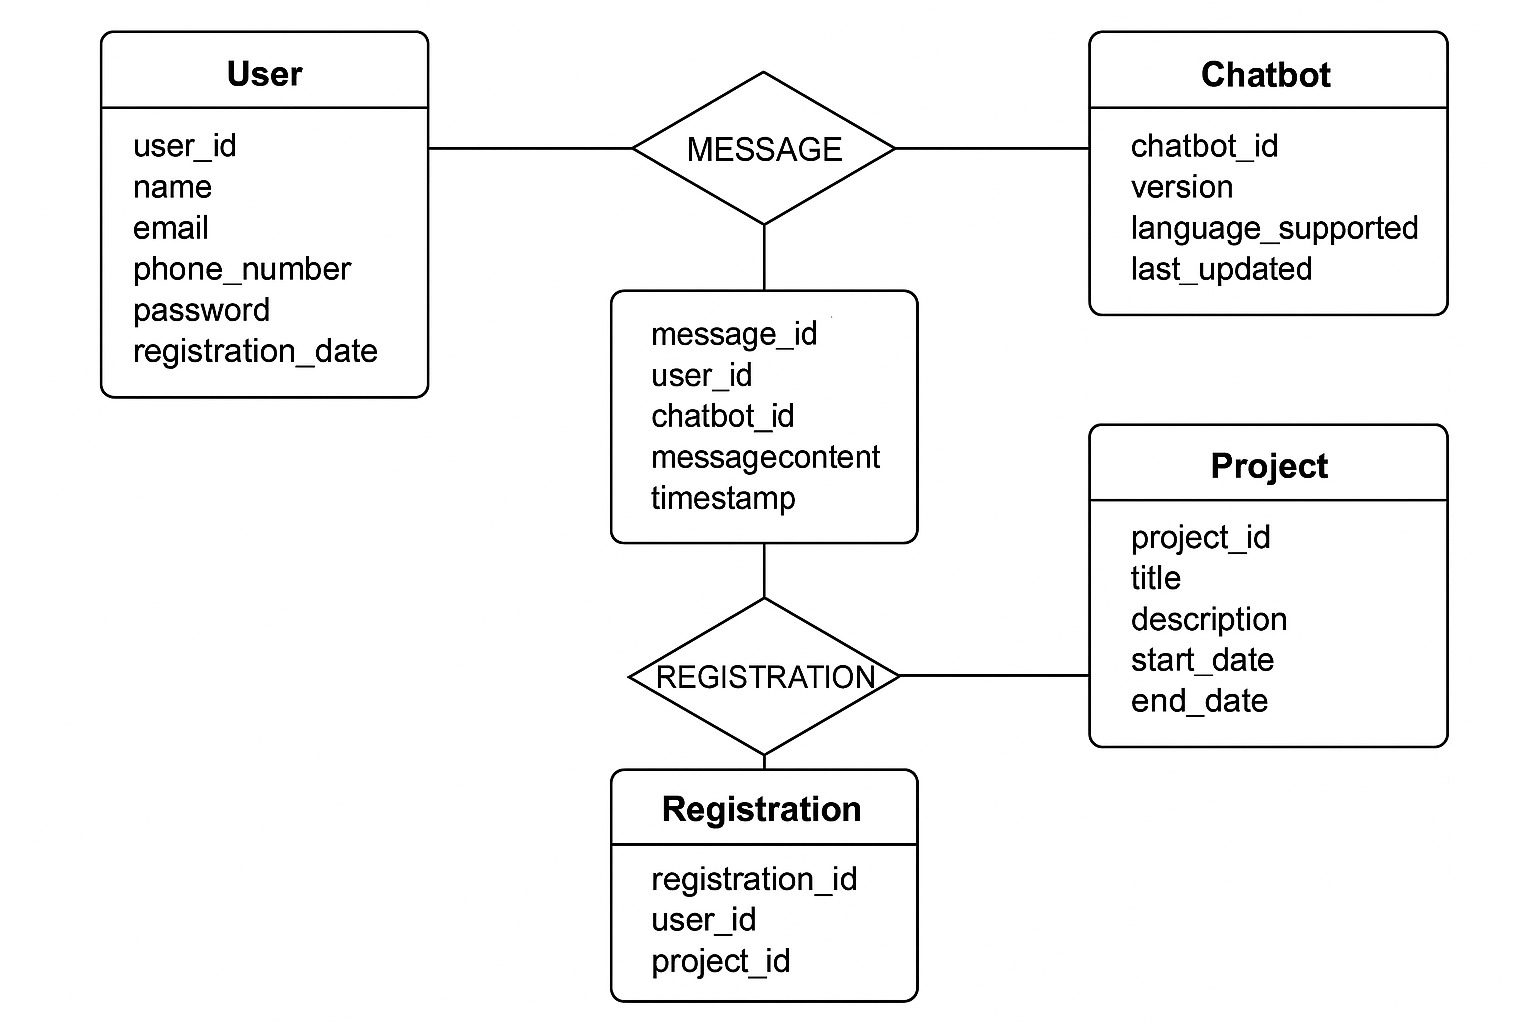 User
user_id
name
email
phone_number
password
registration_date
MESSAGE
Chatbot
chatbot_id
version
language_supported
last_updated
message_id
user_id
chatbot_id
messagecontent
timestamp
Project
project_id
title
description
start_date
end_date
REGISTRATION
Registration
registration_id
user_id
project_id